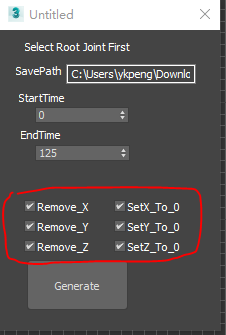 Untitled
Select Root Joint First
SavePath C:\Users\ykpeng\Downlo
StartTime
0
EndTime
125
Remove_X SetX_To_0
Remove_Y SetY_To_0
Remove_Z SetZ_To_0
Generate